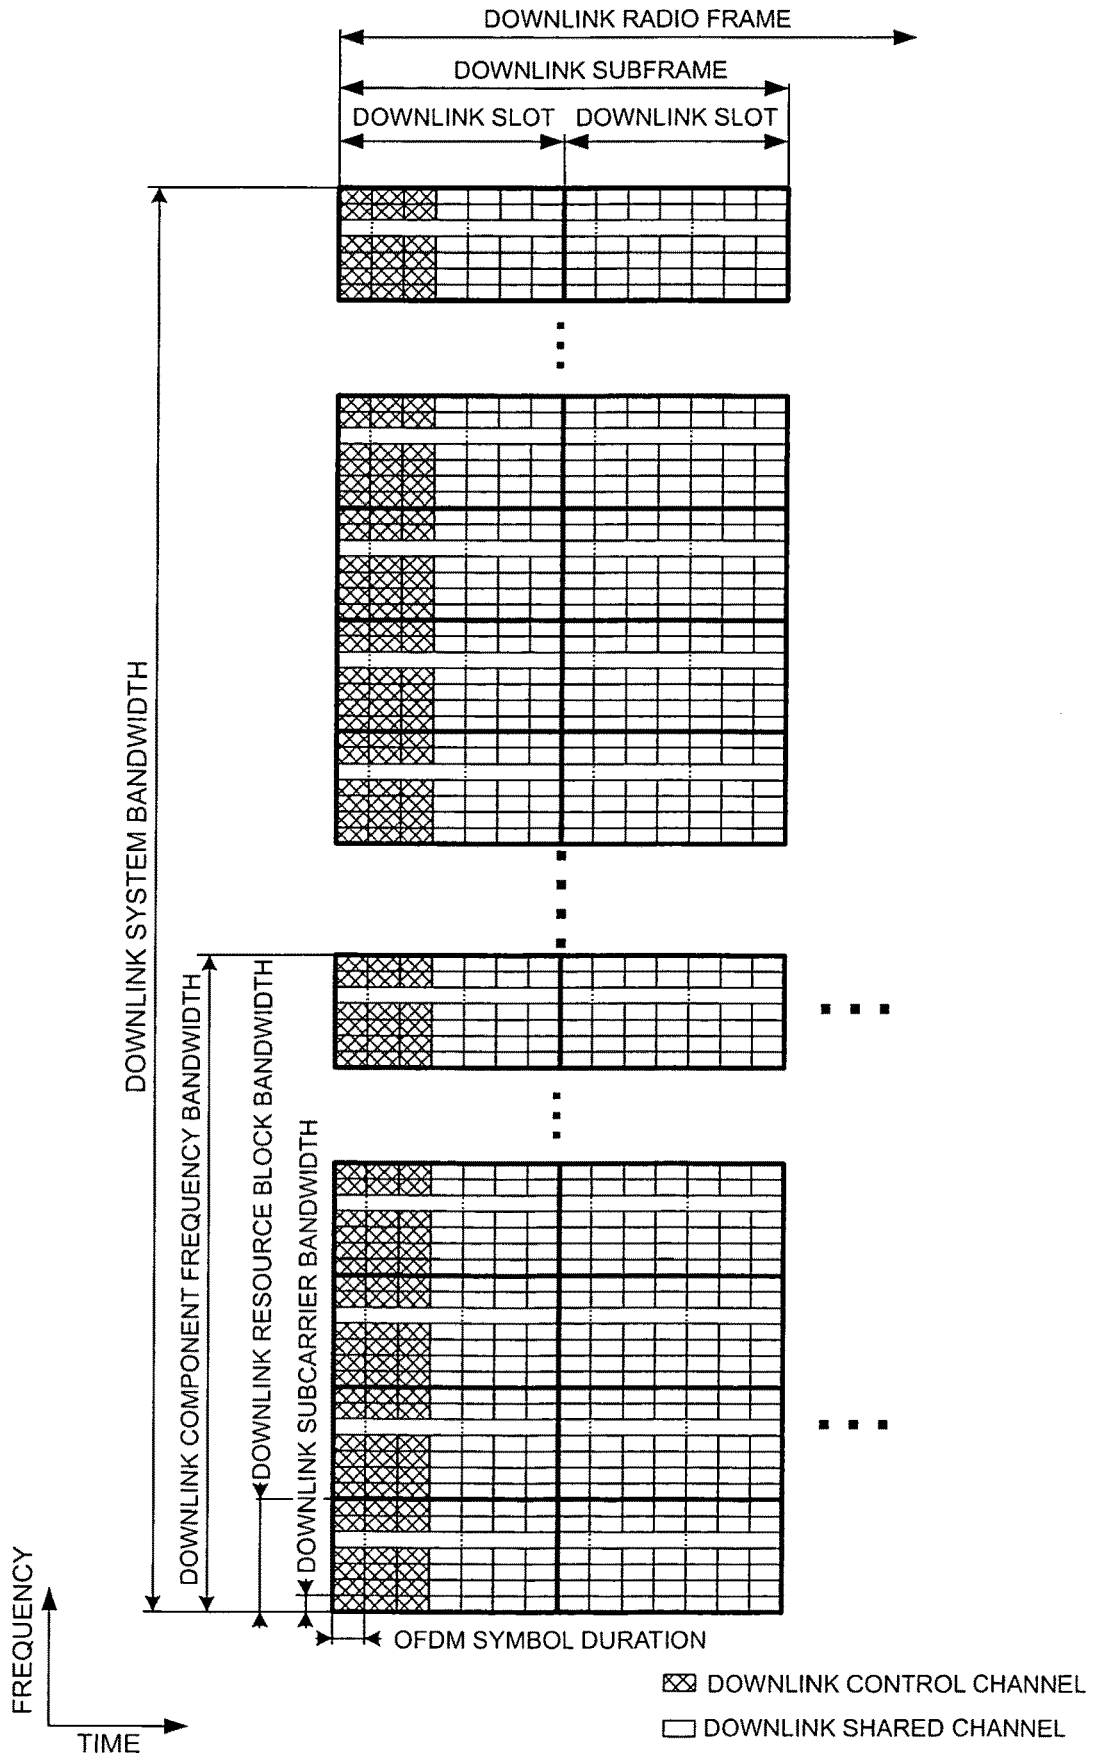 DOWNLINK RADIO FRAME
DOWNLINK SUBFRAME
DOWNLINK SLOT DOWNLINK SLOT
DOWNLINK SYSTEM BANDWIDTH
DOWNLINK COMPONENT FREQUENCY BANDWIDTH
DOWNLINK RESOURCE BLOCK BANDWIDTH
DOWNLINK SUBCARRIER BANDWIDTH
OFDM SYMBOL DURATION
FREQUENCY
TIME
DOWNLINK CONTROL CHANNEL
DOWNLINK SHARED CHANNEL